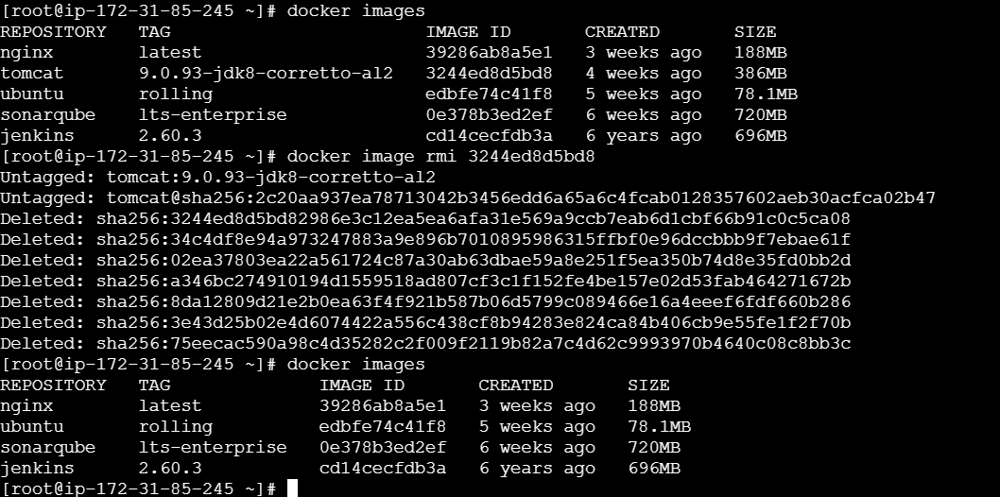 [root@ip-172-31-85-245 ~]# docker images
REPOSITORY   TAG                        IMAGE ID       CREATED       SIZE
nginx        latest                     39286ab8a5e1   3 weeks ago   188MB
tomcat       9.0.93-jdk8-corretto-al2   3244ed8d5bd8   4 weeks ago   386MB
ubuntu       rolling                    edbfe74c41f8   5 weeks ago   78.1MB
sonarqube    lts-enterprise             0e378b3ed2ef   6 weeks ago   720MB
jenkins      2.60.3                     cd14cecfdb3a   6 years ago   696MB
[root@ip-172-31-85-245 ~]# docker image rmi 3244ed8d5bd8
Untagged: tomcat:9.0.93-jdk8-corretto-al2
Untagged: tomcat@sha256:2c20aa937ea78713042b3456edd6a65a6c4fcab0128357602aeb30acfca02b47
Deleted: sha256:3244ed8d5bd82986e3c12ea5ea6afa31e569a9ccb7eab6d1cbf66b91c0c5ca08
Deleted: sha256:34c4df8e94a973247883a9e896b7010895986315ffbf0e96dccbbb9f7ebae61f
Deleted: sha256:02ea37803ea22a561724c87a30ab63dbae59a8e251f5ea350b74d8e35fd0bb2d
Deleted: sha256:a346bc274910194d1559518ad807cf3c1f152fe4be157e02d53fab464271672b
Deleted: sha256:8da12809d21e2b0ea63f4f921b587b06d5799c089466e16a4eeef6fdf660b286
Deleted: sha256:3e43d25b02e4d6074422a556c438cf8b94283e824ca84b406cb9e55fe1f2f70b
Deleted: sha256:75eecac590a98c4d35282c2f009f2119b82a7c4d62c9993970b4640c08c8bb3c
[root@ip-172-31-85-245 ~]# docker images
REPOSITORY   TAG              IMAGE ID       CREATED       SIZE
nginx        latest           39286ab8a5e1   3 weeks ago   188MB
ubuntu       rolling          edbfe74c41f8   5 weeks ago   78.1MB
sonarqube    lts-enterprise   0e378b3ed2ef   6 weeks ago   720MB
jenkins      2.60.3           cd14cecfdb3a   6 years ago   696MB
[root@ip-172-31-85-245 ~]#